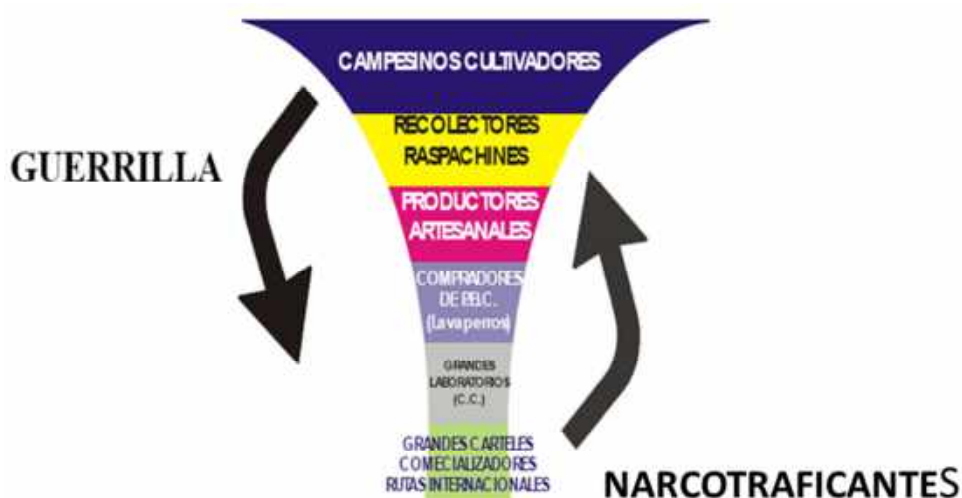 CAMPESINOS CULTIVADORES
RECOLECTORES
RASPACHINES
GUERRILLA
PRODUCTORES
ARTESANALES
COMPRADORES
DE P.B.C.
(Lavaperros)
GRANDES
LABORATORIOS
(C.C.)
GRANDES CARTELES
COMECIALIZADORES
RUTAS INTERNACIONALES
NARCOTRAFICANTES